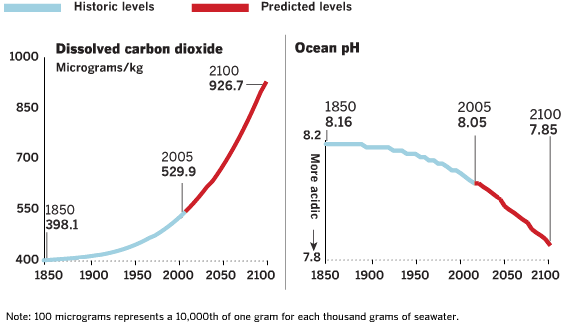 Historic levels
Predicted levels
Dissolved carbon dioxide
Micrograms/kg
1000
850
700
550
400
1850
398.1
2005
529.9
2100
926.7
1850 1900 1950 2000 2050 2100
Ocean pH
8.2
7.8
More acidic
1850
8.16
2005
8.05
2100
7.85
1850 1900 1950 2000 2050 2100
Note: 100 micrograms represents a 10,000th of one gram for each thousand grams of seawater.